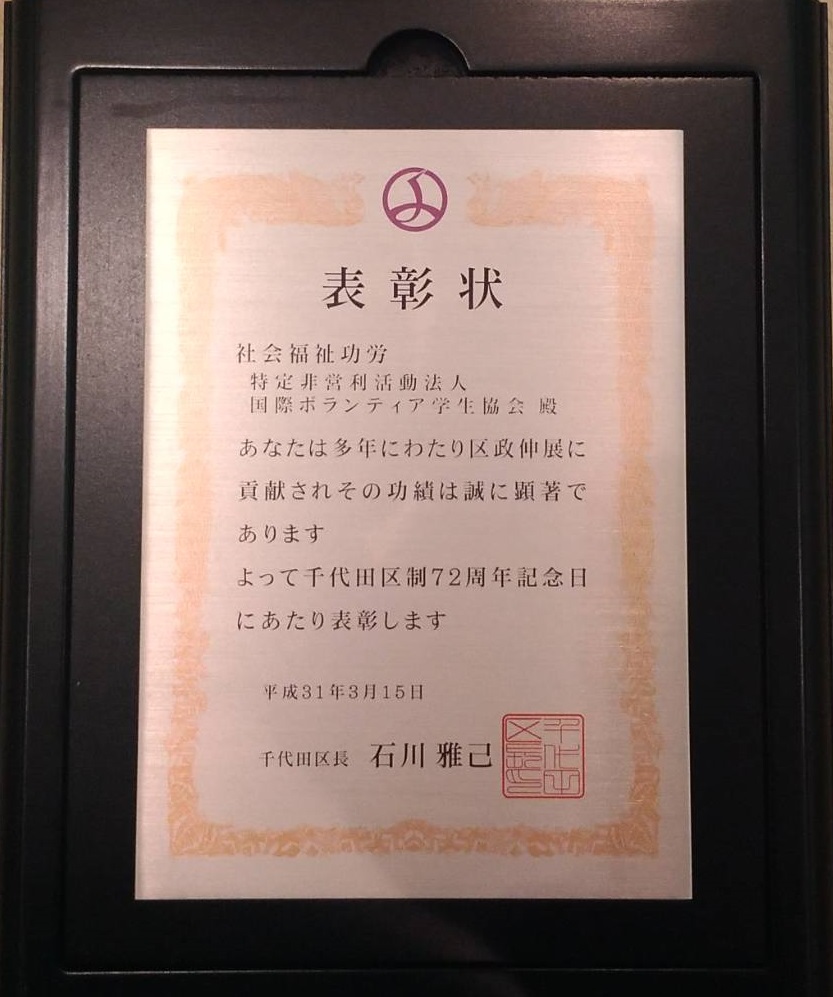 表彰状
社会福祉功労
特定非営利活動法人
国際ボランティア学生協会 殿
あなたは多年にわたり区政伸展に
貢献されその功績は誠に顕著で
あります
よって千代田区制72周年記念日
にあたり表彰します
平成31年3月15日
千代田区長 石川雅己